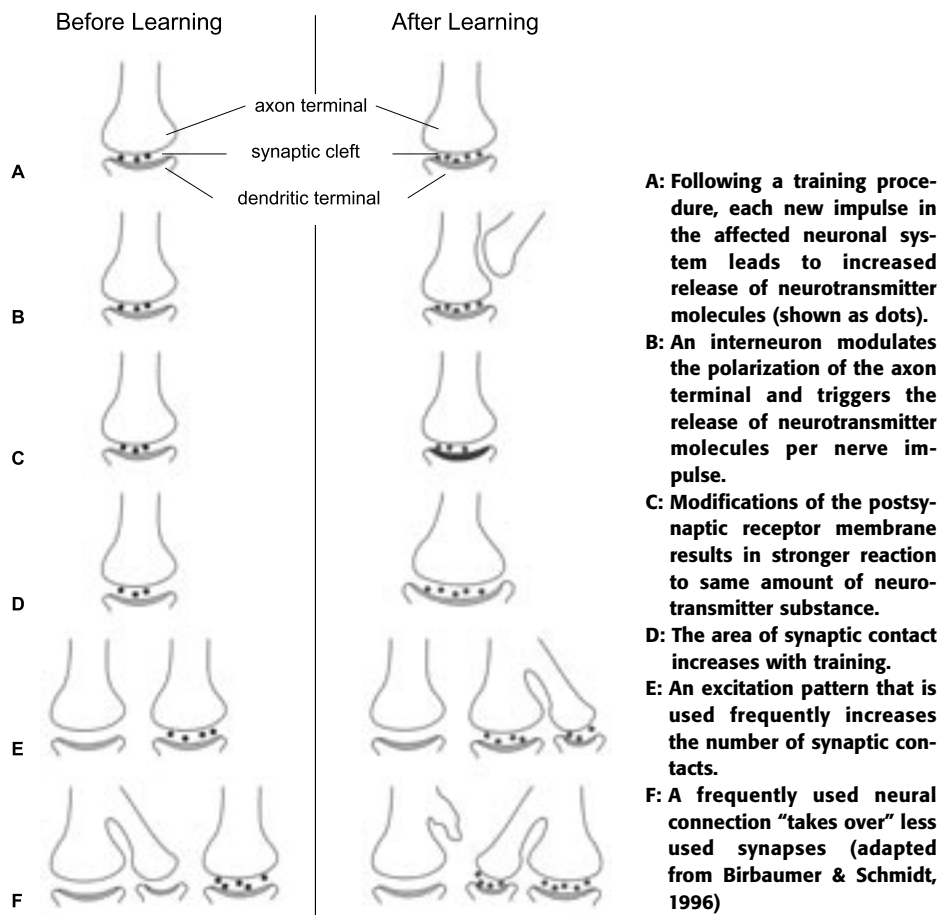 Before Learning
After Learning
axon terminal
synaptic cleft
dendritic terminal
A
B
C
D
E
F
A: Following a training proce-
dure, each new impulse in
the affected neuronal sys-
tem leads to increased
release of neurotransmitter
molecules (shown as dots).
B: An interneuron modulates
the polarization of the axon
terminal and triggers the
release of neurotransmitter
molecules per nerve im-
pulse.
C: Modifications of the postsy-
naptic receptor membrane
results in stronger reaction
to same amount of neuro-
transmitter substance.
D: The area of synaptic contact
increases with training.
E: An excitation pattern that is
used frequently increases
the number of synaptic con-
tacts.
F: A frequently used neural
connection “takes over” less
used synapses (adapted
from Birbaumer & Schmidt,
1996)